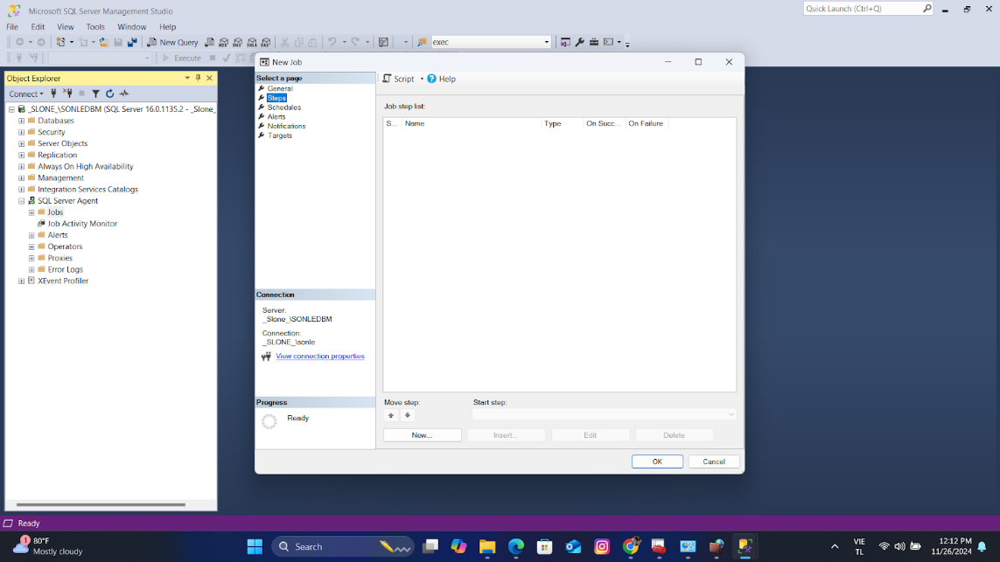 Microsoft SQL Server Management Studio
Quick Launch (Ctrl+Q)
File Edit View Tools Window Help
New Query
exec
Execute
Object Explorer
Connect
_SLONE_\SONLEDBM (SQL Server 16.0.1135.2 - _Slone_
Databases
Security
Server Objects
Replication
Always On High Availability
Management
Integration Services Catalogs
SQL Server Agent
Jobs
Job Activity Monitor
Alerts
Operators
Proxies
Error Logs
XEvent Profiler
New Job
Select a page
General
Steps
Schedules
Alerts
Notifications
Targets
Script Help
Job step list:
S... Name Type On Succ... On Failure
Connection
Server:
_Slone_\SONLEDBM
Connection:
_SLONE_\sonle
View connection properties
Progress
Ready
Move step: Start step:
New... Insert... Edit Delete
OK Cancel
Ready
1
80°F
Mostly cloudy
Search
VIE
TL
12:12 PM
11/26/2024